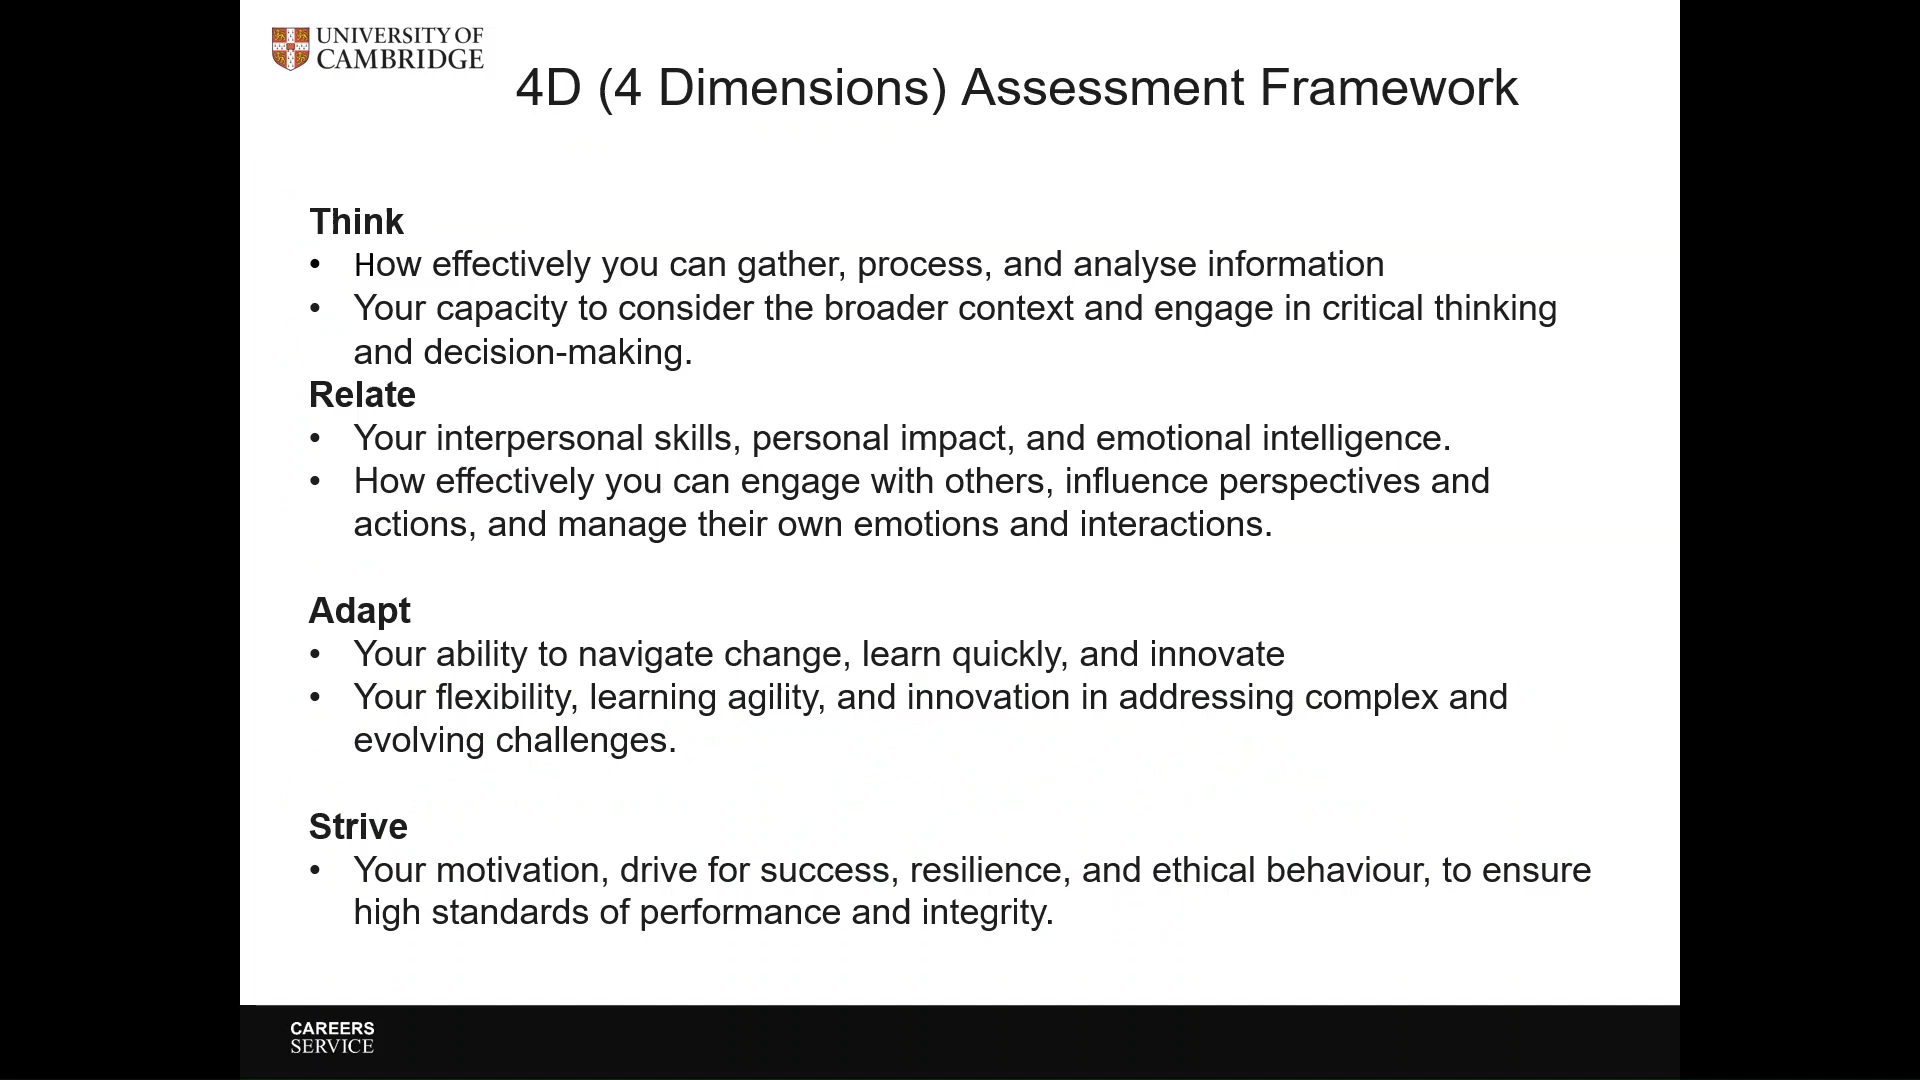 UNIVERSITY OF
CAMBRIDGE
4D (4 Dimensions) Assessment Framework
Think
• How effectively you can gather, process, and analyse information
• Your capacity to consider the broader context and engage in critical thinking
and decision-making.
Relate
• Your interpersonal skills, personal impact, and emotional intelligence.
• How effectively you can engage with others, influence perspectives and
actions, and manage their own emotions and interactions.
Adapt
• Your ability to navigate change, learn quickly, and innovate
• Your flexibility, learning agility, and innovation in addressing complex and
evolving challenges.
Strive
• Your motivation, drive for success, resilience, and ethical behaviour, to ensure
high standards of performance and integrity.
CAREERS
SERVICE